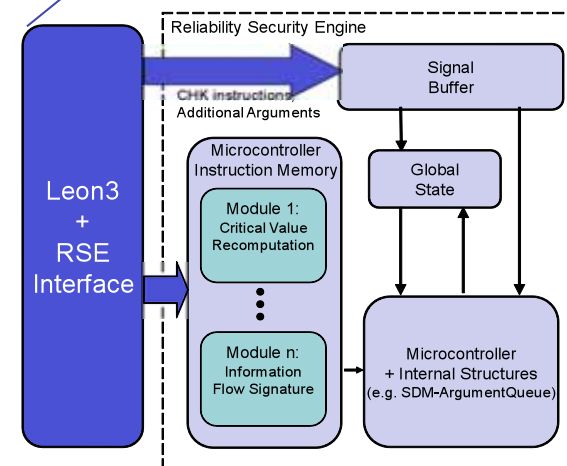 Reliability Security Engine
Signal
Buffer
CHK instructions,
Additional Arguments
Microcontroller
Instruction Memory
Global
State
Leon3
+
RSE
Interface
Module 1:
Critical Value
Recomputation
Module n:
Information
Flow Signature
Microcontroller
+ Internal Structures
(e.g. SDM-ArgumentQueue)